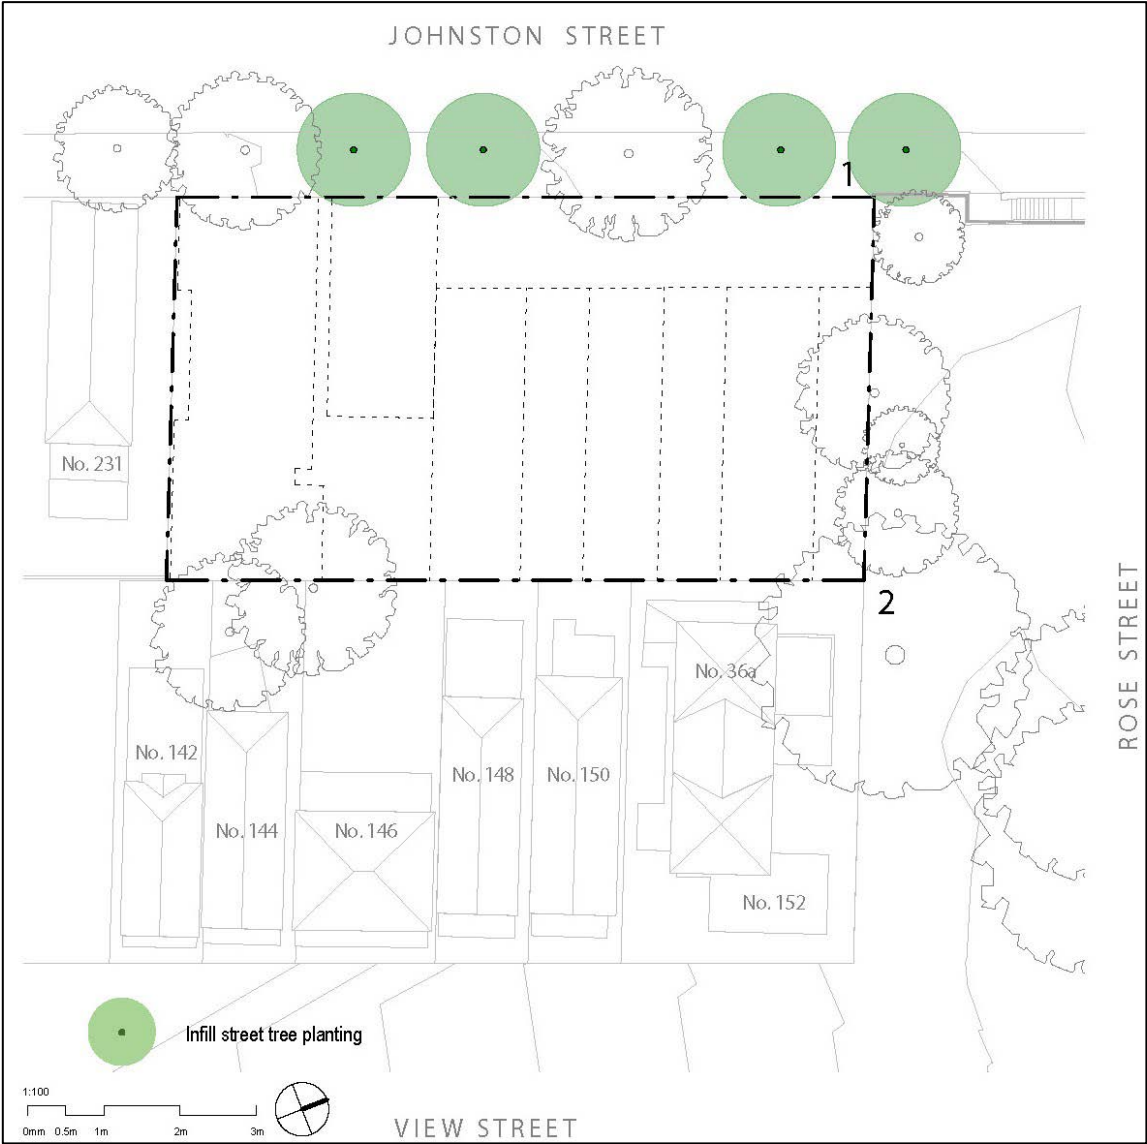 JOHNSTON STREET
1
No. 231
2
ROSE STREET
No. 36a
No. 142
No. 148
No. 150
No. 144
No. 146
No. 152
Infill street tree planting
1:100
0mm 0.5m 1m 2m 3m
VIEW STREET